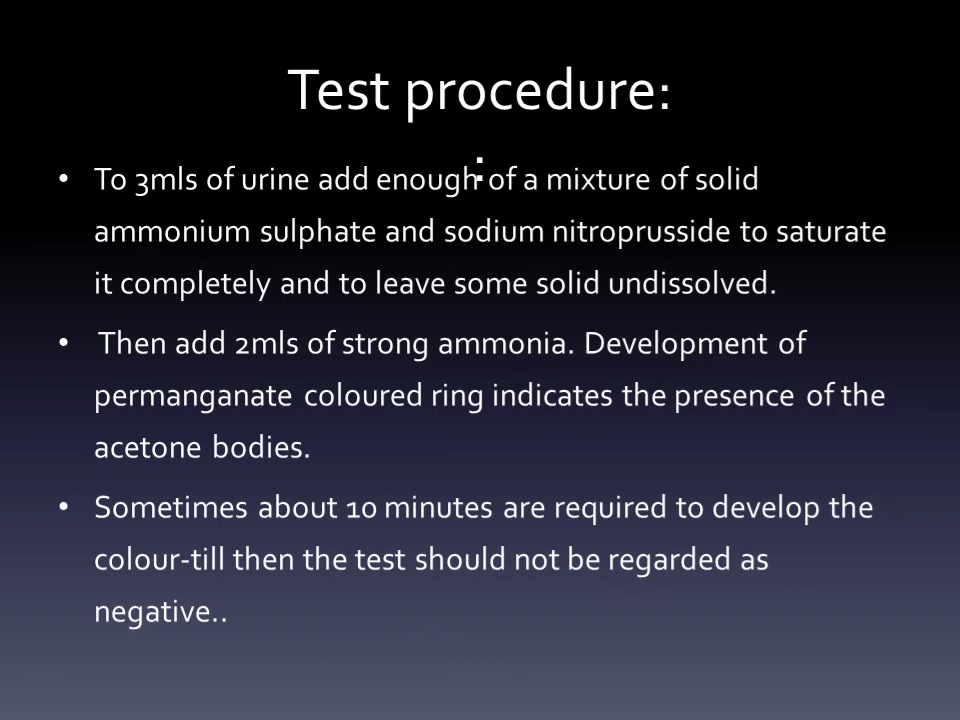 Test procedure:
:
• To 3mls of urine add enough of a mixture of solid
ammonium sulphate and sodium nitroprusside to saturate
it completely and to leave some solid undissolved.
• Then add 2mls of strong ammonia. Development of
permanganate coloured ring indicates the presence of the
acetone bodies.
• Sometimes about 10 minutes are required to develop the
colour-till then the test should not be regarded as
negative..